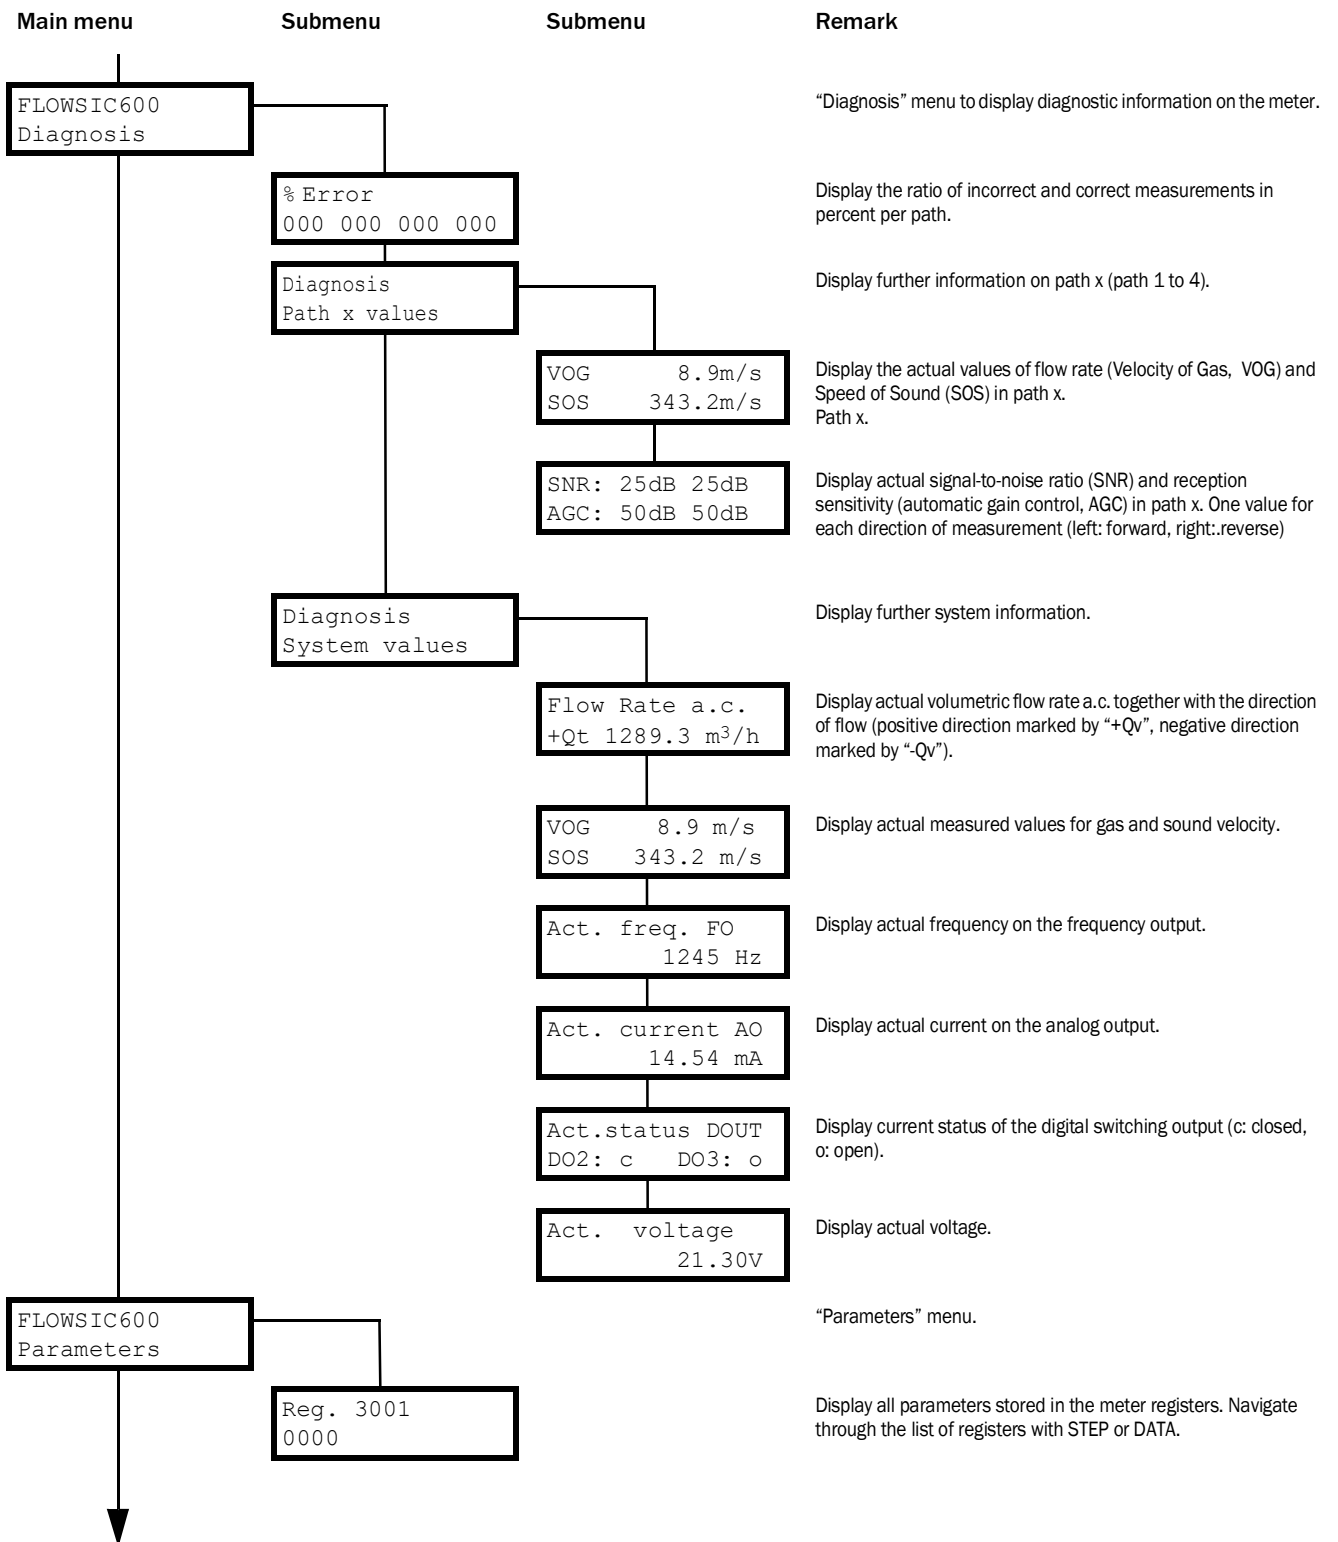 Main menu Submenu Submenu Remark
FLOWSIC600
Diagnosis
“Diagnosis” menu to display diagnostic information on the meter.
% Error
000 000 000 000
Display the ratio of incorrect and correct measurements in
percent per path.
Diagnosis
Path x values
Display further information on path x (path 1 to 4).
VOG 8.9m/s
SOS 343.2m/s
Display the actual values of flow rate (Velocity of Gas, VOG) and
Speed of Sound (SOS) in path x.
Path x.
SNR: 25dB 25dB
AGC: 50dB 50dB
Display actual signal-to-noise ratio (SNR) and reception
sensitivity (automatic gain control, AGC) in path x. One value for
each direction of measurement (left: forward, right:.reverse)
Diagnosis
System values
Display further system information.
Flow Rate a.c.
+Qt 1289.3 m³/h
Display actual volumetric flow rate a.c. together with the direction
of flow (positive direction marked by “+Qv”, negative direction
marked by “-Qv”).
VOG 8.9 m/s
SOS 343.2 m/s
Display actual measured values for gas and sound velocity.
Act. freq. FO
1245 Hz
Display actual frequency on the frequency output.
Act. current AO
14.54 mA
Display actual current on the analog output.
Act.status DOUT
DO2: c DO3: o
Display current status of the digital switching output (c: closed,
o: open).
Act. voltage
21.30V
Display actual voltage.
FLOWSIC600
Parameters
“Parameters” menu.
Reg. 3001
0000
Display all parameters stored in the meter registers. Navigate
through the list of registers with STEP or DATA.